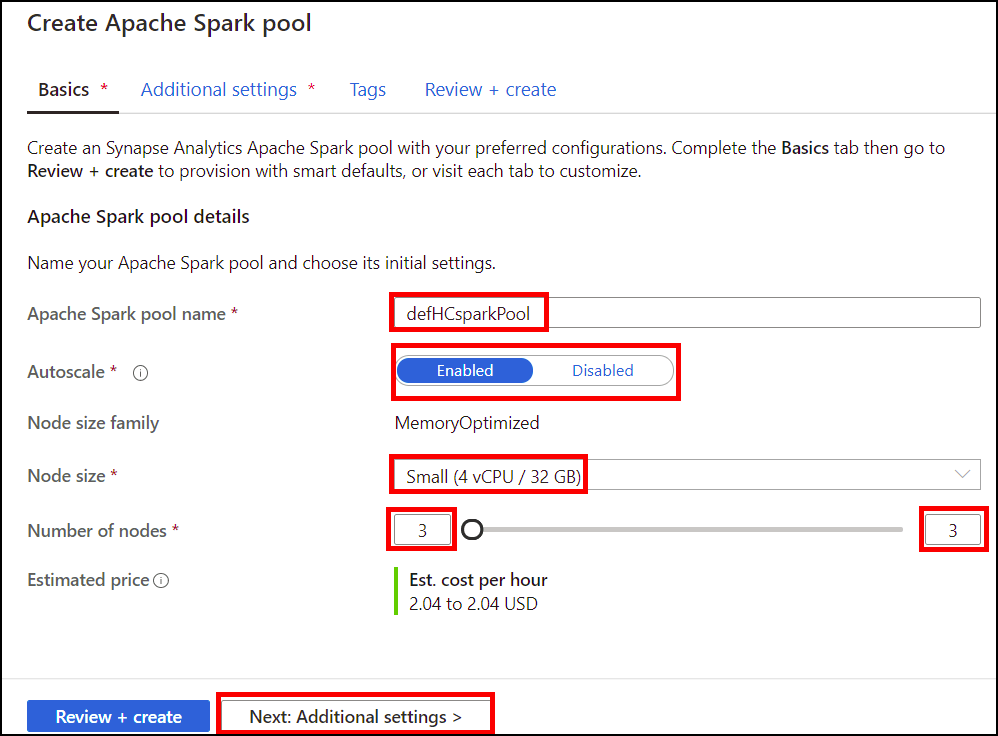 Create Apache Spark pool
Basics *
Additional settings *
Tags
Review + create
Create an Synapse Analytics Apache Spark pool with your preferred configurations. Complete the Basics tab then go to
Review + create to provision with smart defaults, or visit each tab to customize.
Apache Spark pool details
Name your Apache Spark pool and choose its initial settings.
Apache Spark pool name *
defHCsparkPool
Autoscale *
Enabled
Disabled
Node size family
MemoryOptimized
Node size *
Small (4 vCPU / 32 GB)
Number of nodes *
3
3
Estimated price
Est. cost per hour
2.04 to 2.04 USD
Review + create
Next: Additional settings >